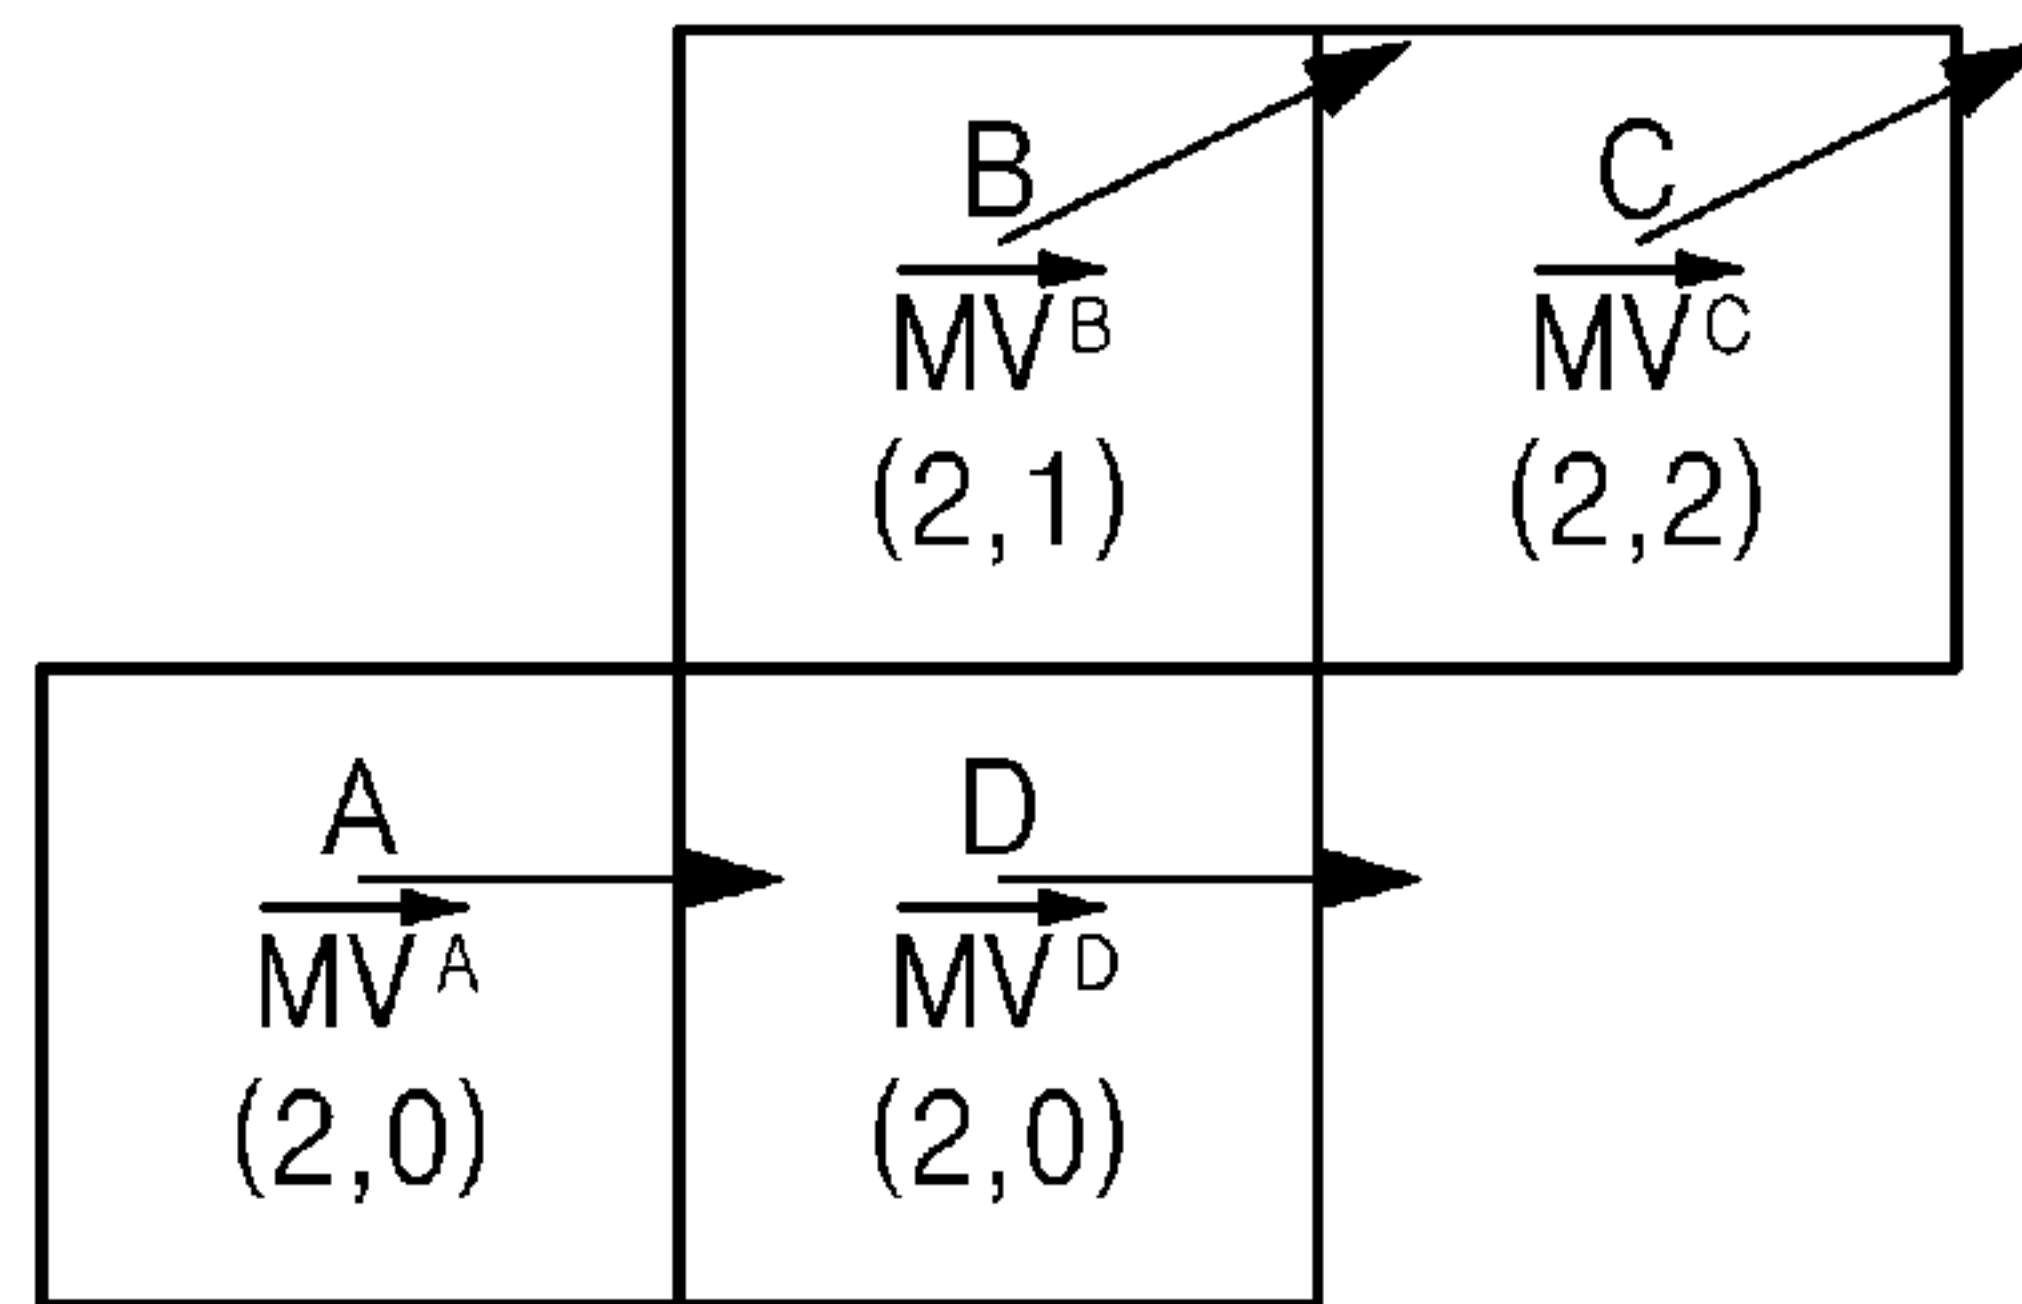 B C
MVᴮ MVᶜ
(2,1) (2,2)
A D
MVᴬ MVᴰ
(2,0) (2,0)